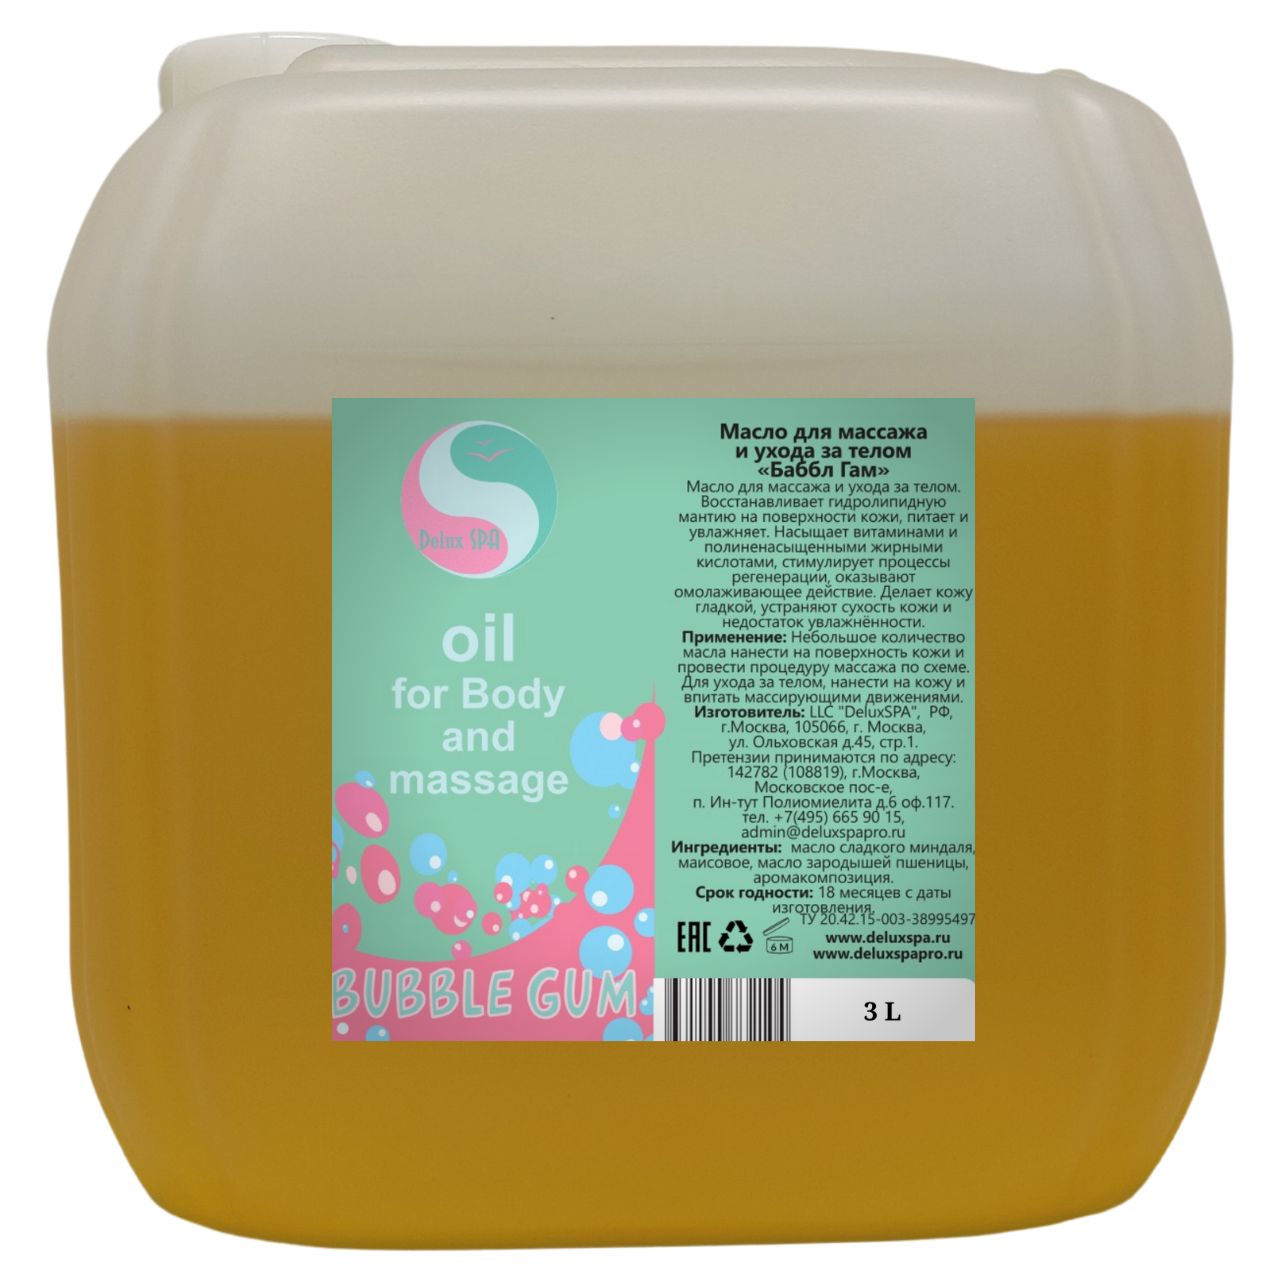 Delux SPA
oil
for Body
and
massage
BUBBLE GUM
Масло для массажа
и ухода за телом
«Баббл Гам»
Масло для массажа и ухода за телом.
Восстанавливает гидролипидную
мантию на поверхности кожи, питает и
увлажняет. Насыщает витаминами и
полиненасыщенными жирными
кислотами, стимулирует процессы
регенерации, оказывают
омолаживающее действие. Делает кожу
гладкой, устраняют сухость кожи и
недостаток увлажнённости.
Применение: Небольшое количество
масла нанести на поверхность кожи и
провести процедуру массажа по схеме.
Для ухода за телом, нанести на кожу и
впитать массирующими движениями.
Изготовитель: LLC "DeluxSPA", РФ,
г.Москва, 105066, г. Москва,
ул. Ольховская д.45, стр.1.
Претензии принимаются по адресу:
142782 (108819), г.Москва,
Московское пос-е,
п. Ин-тут Полиомиелита д.6 оф.117.
тел. +7(495) 665 90 15,
admin@deluxspapro.ru
Ингредиенты: масло сладкого миндаля,
маисовое, масло зародышей пшеницы,
аромакомпозиция.
Срок годности: 18 месяцев с даты
изготовления.
ТУ 20.42.15-003-38995497
EAC 6 M
www.deluxspa.ru
www.deluxspapro.ru
3 L